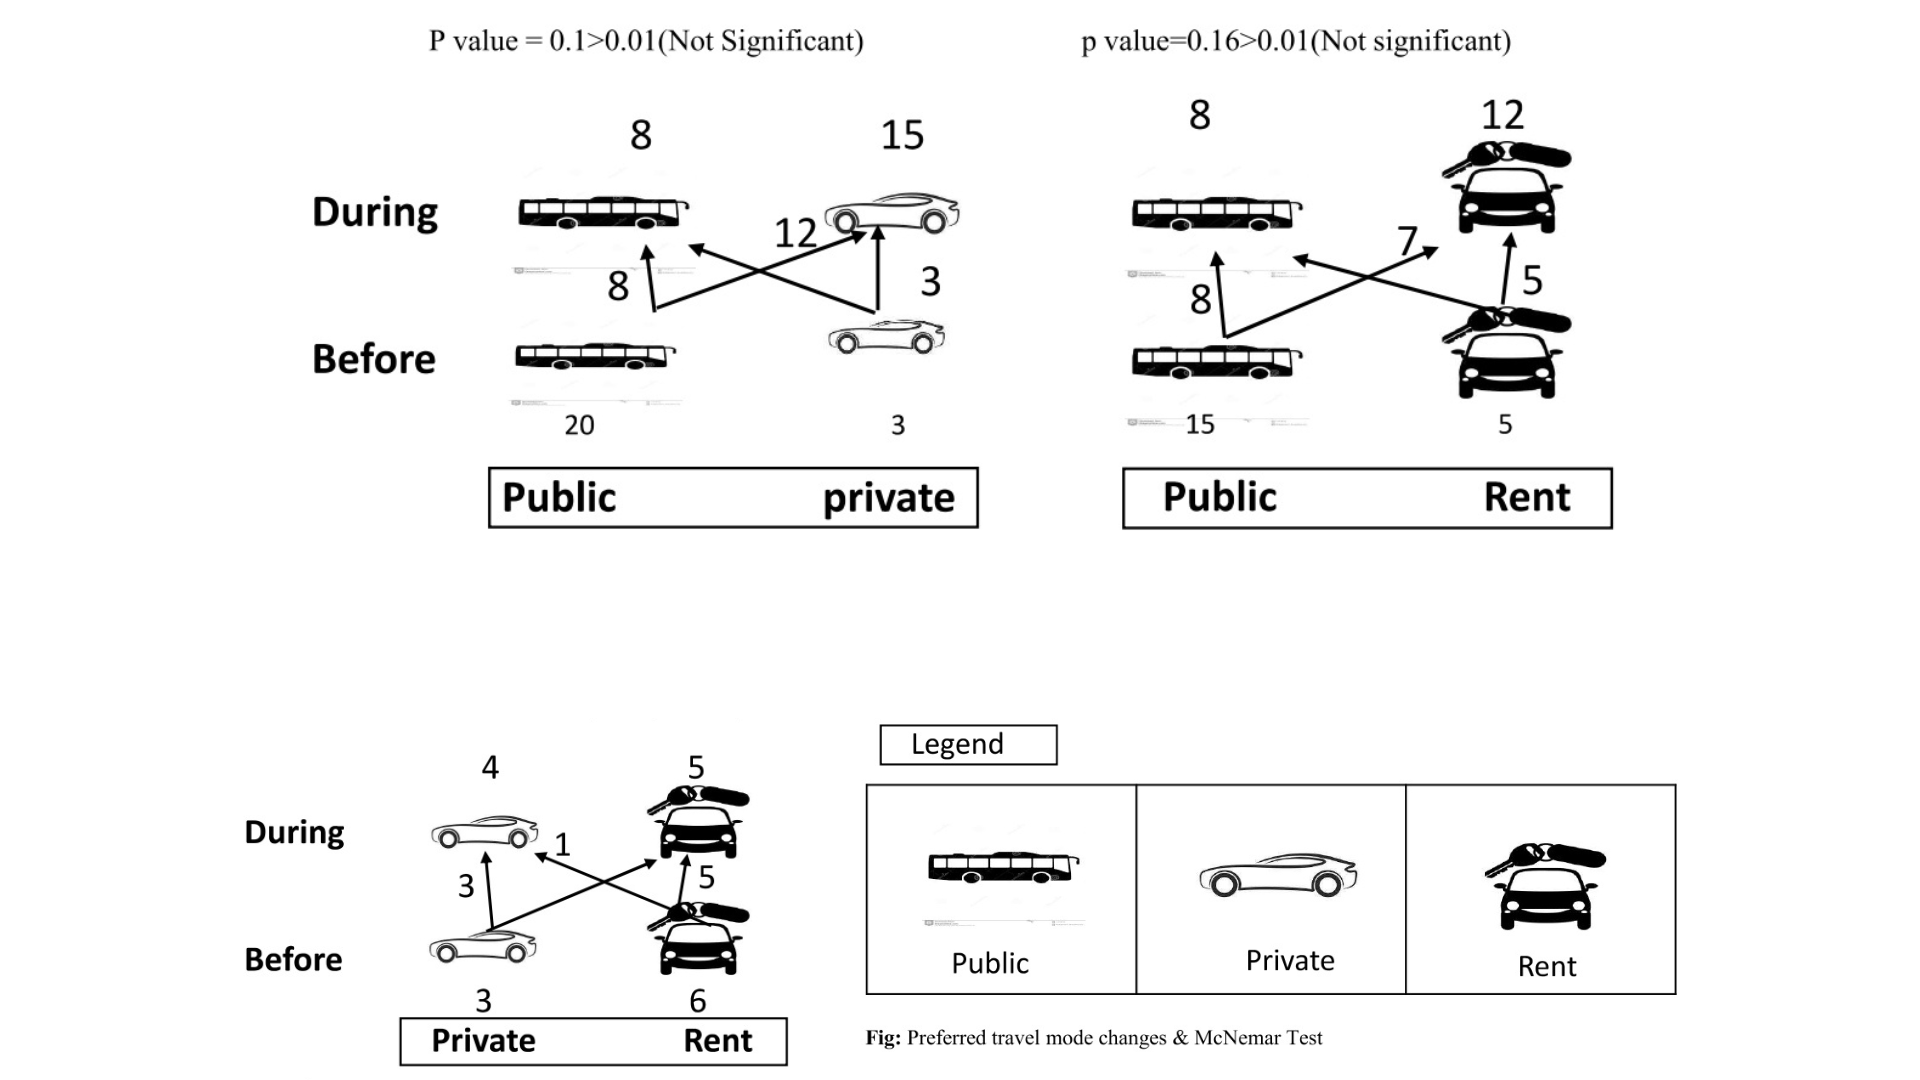 P value = 0.1>0.01(Not Significant)
8 15
During
12
8 3
Before
20 3
Public private
p value=0.16>0.01(Not significant)
8 12
7
8 5
15 5
Public Rent
4 5
During
1
3 5
Before
3 6
Private Rent
Legend
Public Private Rent
Fig: Preferred travel mode changes & McNemar Test